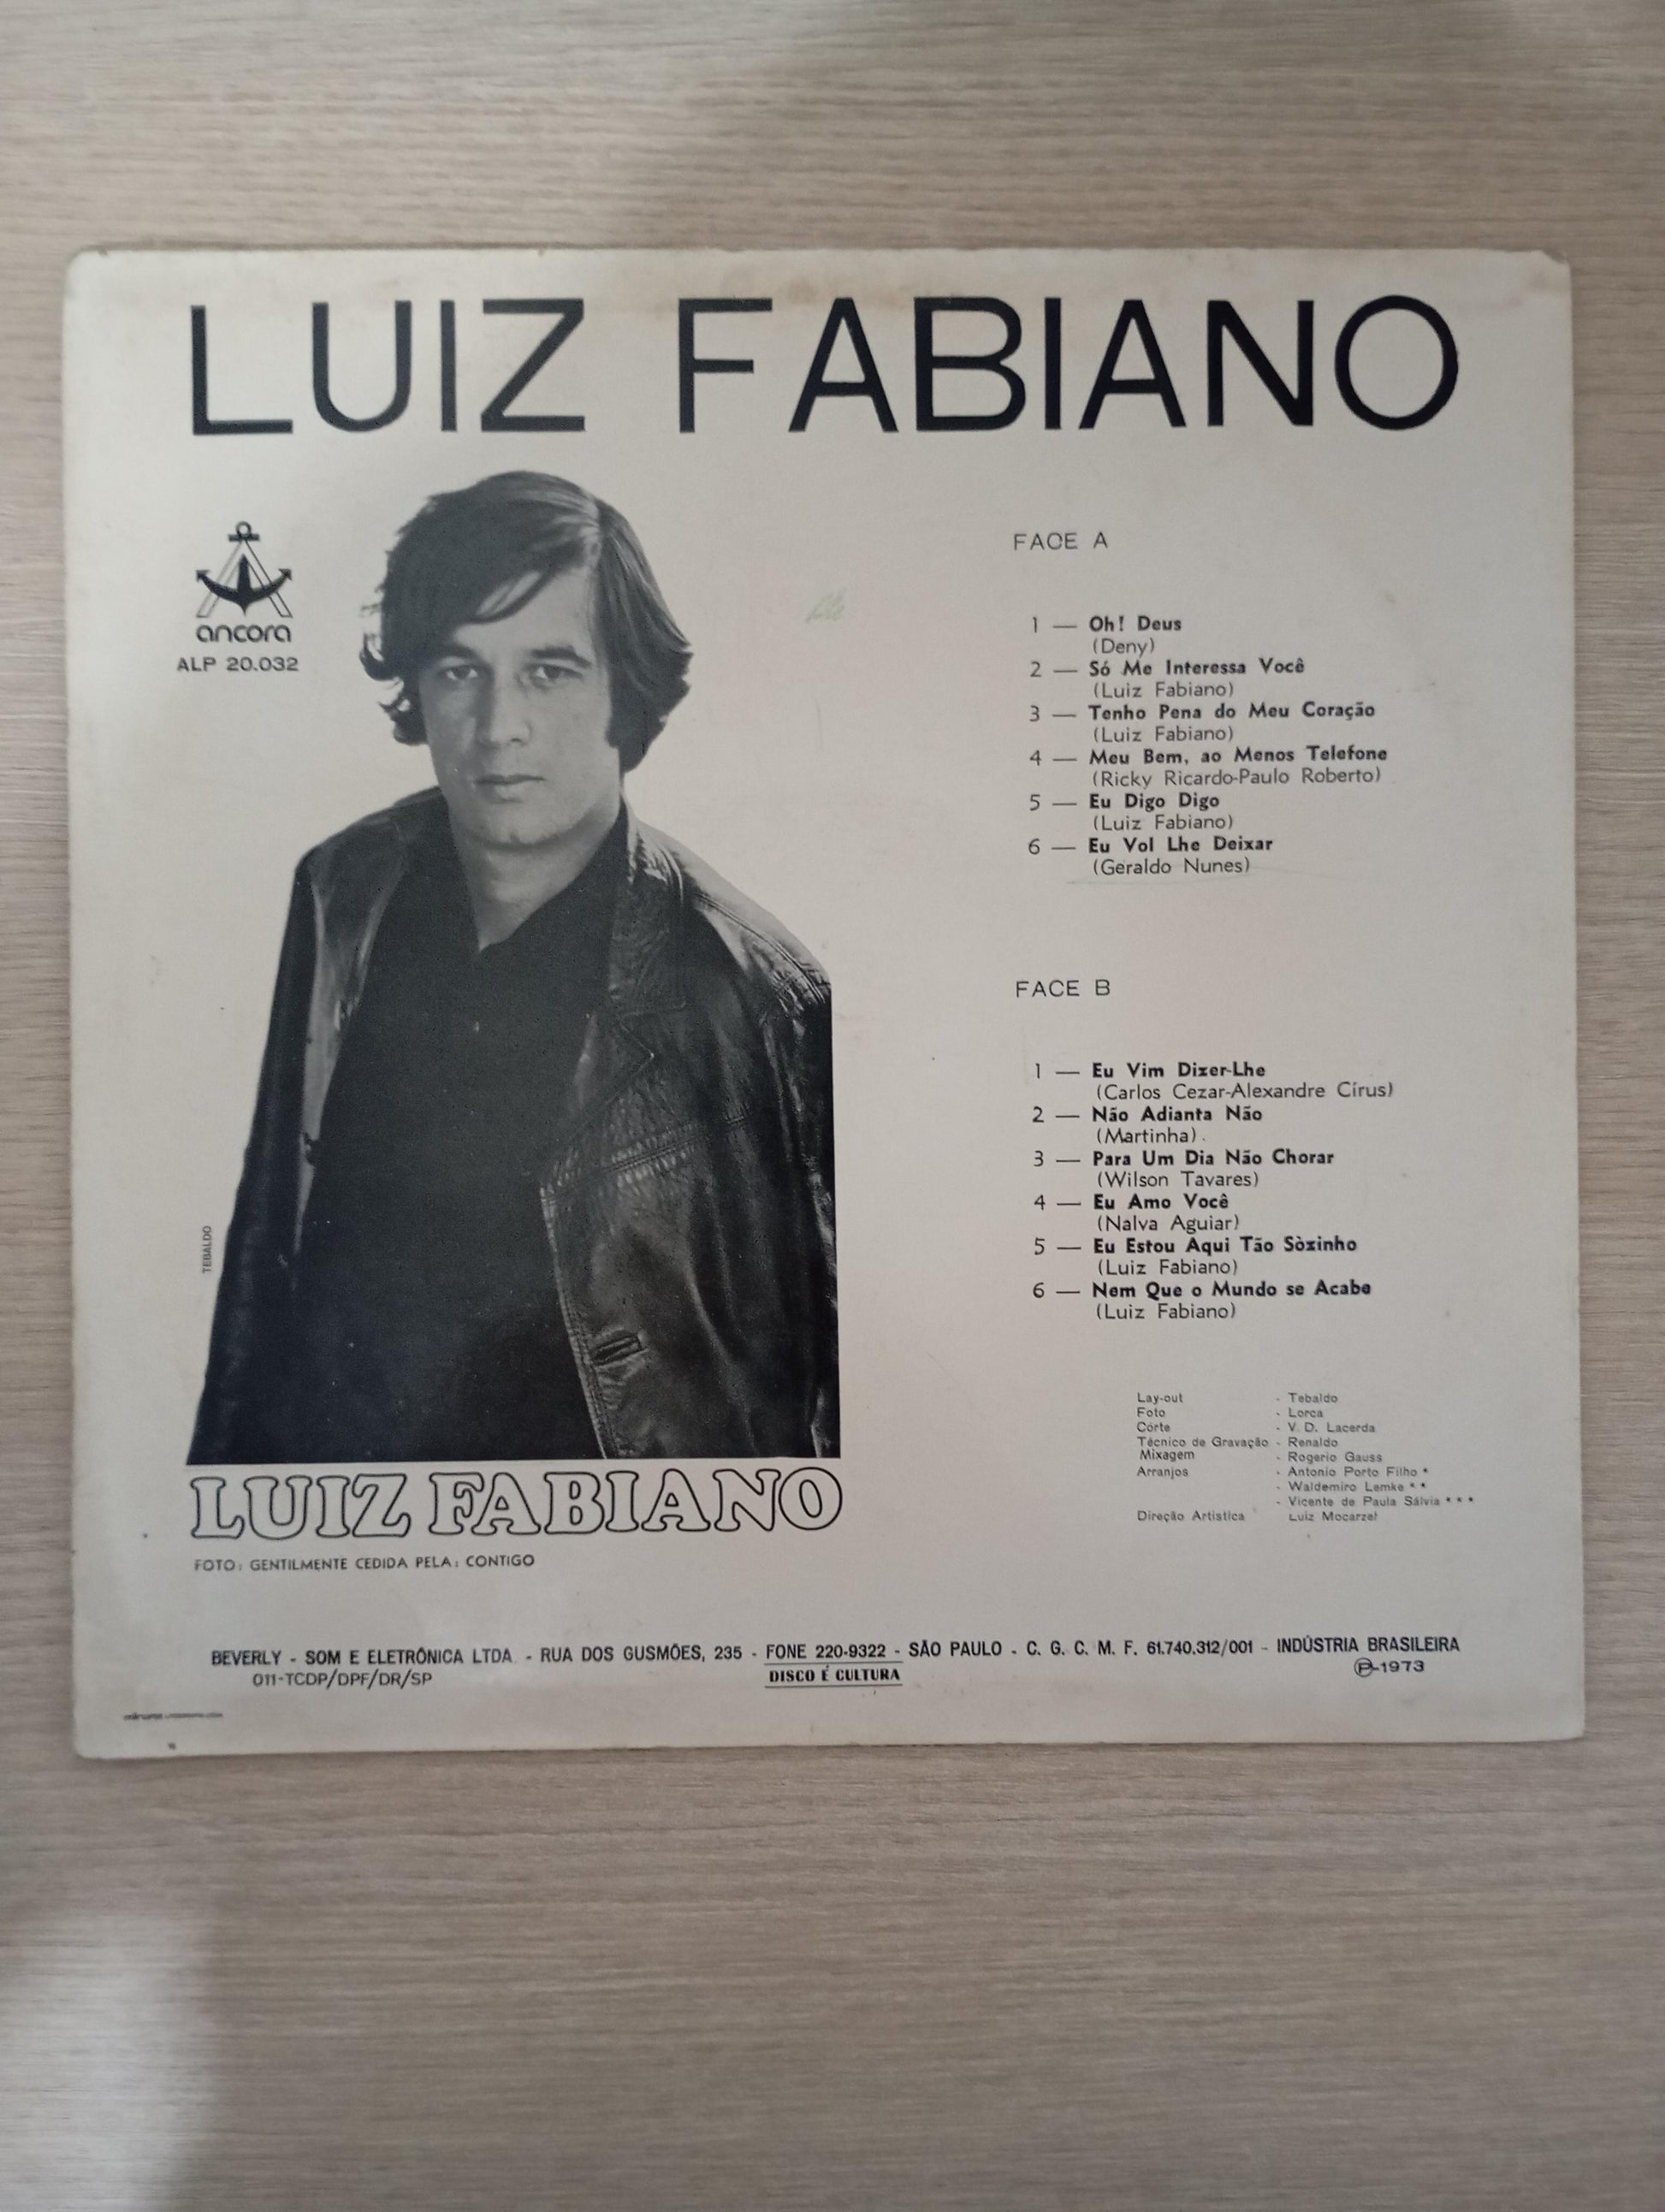 LUIZ FABIANO
ancora
ALP 20.032
FACE A
1 — Oh! Deus
(Deny)
2 — Só Me Interessa Você
(Luiz Fabiano)
3 — Tenho Pena do Meu Coração
(Luiz Fabiano)
4 — Meu Bem, ao Menos Telefone
(Ricky Ricardo-Paulo Roberto)
5 — Eu Digo Digo
(Luiz Fabiano)
6 — Eu Vol Lhe Deixar
(Geraldo Nunes)
FACE B
1 — Eu Vim Dizer-Lhe
(Carlos Cezar-Alexandre Círus)
2 — Não Adianta Não
(Martinha).
3 — Para Um Dia Não Chorar
(Wilson Tavares)
4 — Eu Amo Você
(Nalva Aguiar)
5 — Eu Estou Aqui Tão Sòzinho
(Luiz Fabiano)
6 — Nem Que o Mundo se Acabe
(Luiz Fabiano)
TEBALDO
Lay-out - Tebaldo
Foto - Lorca
Córte - V. D. Lacerda
Técnico de Gravação - Renaldo
Mixagem - Rogerio Gauss
Arranjos - Antonio Porto Filho *
- Waldemiro Lemke * *
- Vicente de Paula Sálvia * * *
Direção Artistica Luiz Mocarzel
LUIZ FABIANO
FOTO: GENTILMENTE CEDIDA PELA: CONTIGO
BEVERLY - SOM E ELETRÔNICA LTDA - RUA DOS GUSMÕES, 235 - FONE 220-9322 - SÃO PAULO - C. G. C. M. F. 61.740.312/001 - INDÚSTRIA BRASILEIRA
011-TCDP/DPF/DR/SP DISCO É CULTURA Ⓟ-1973